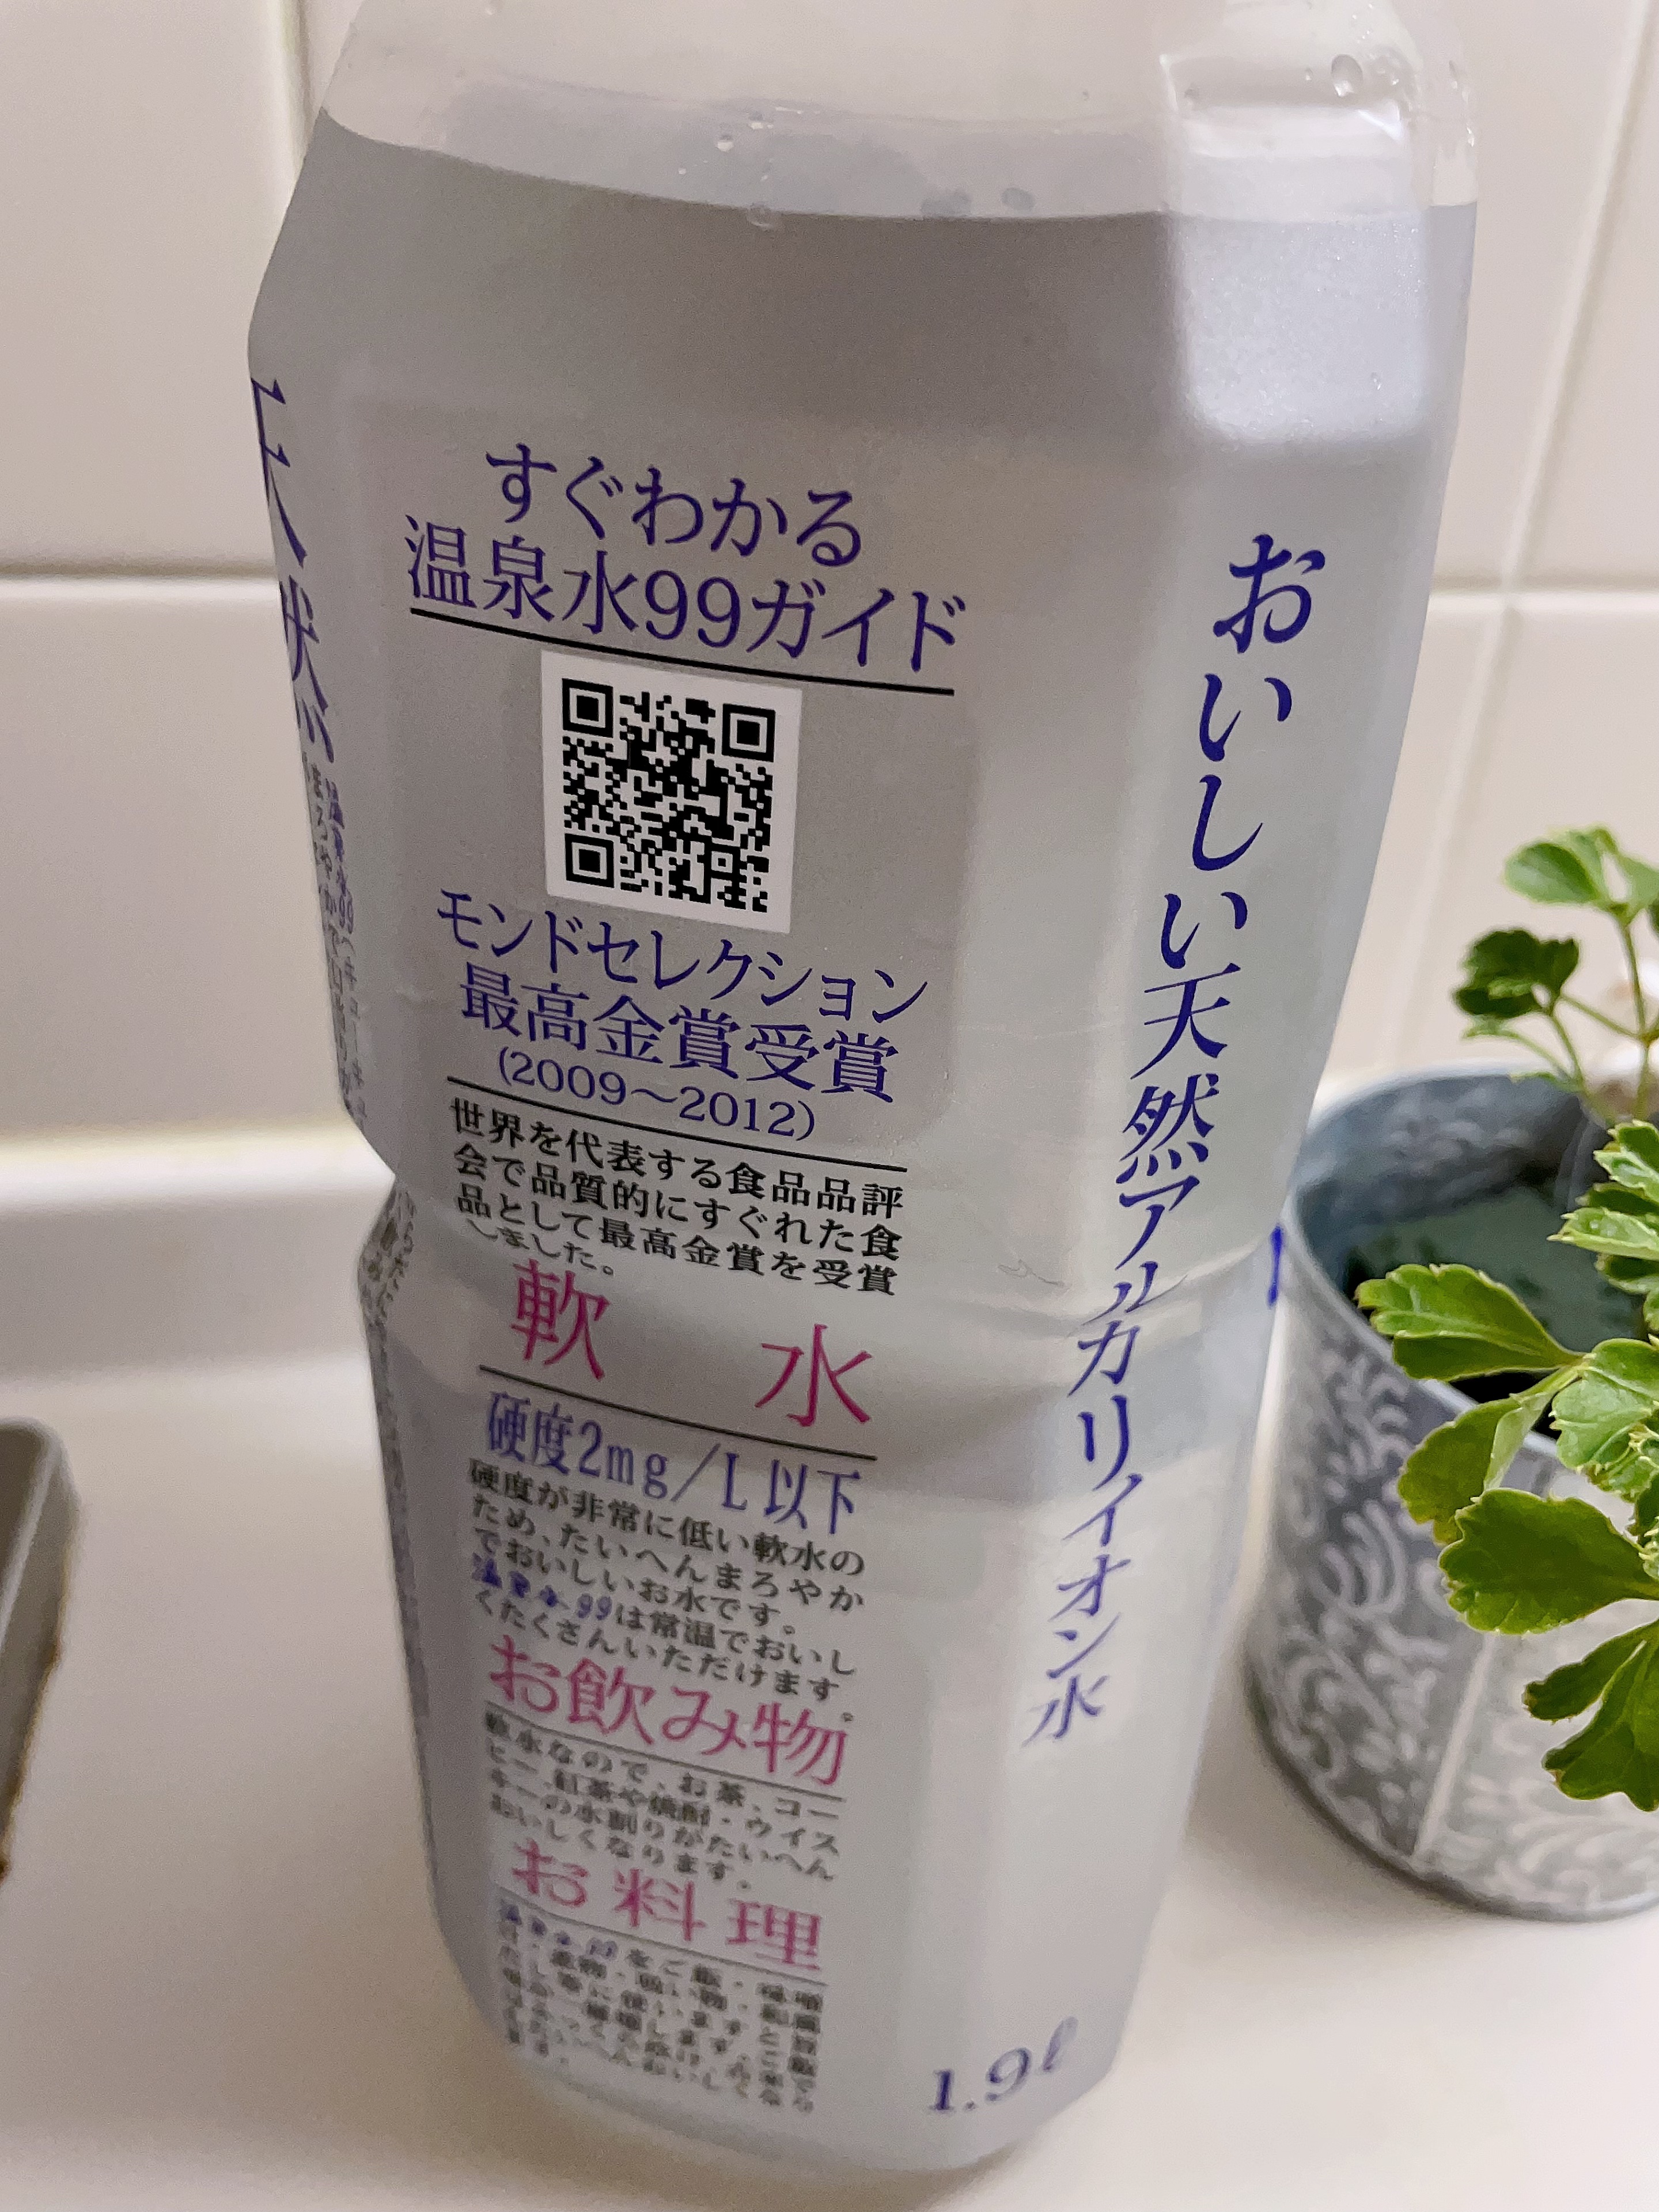 すぐわかる
温泉水99ガイド
モンドセレクション
最高金賞受賞
(2009〜2012)
世界を代表する食品品評
会で品質的にすぐれた食
品として最高金賞を受賞
しました。
軟 水
硬度2mg/L以下
硬度が非常に低い軟水の
ため、たいへんまろやか
でおいしいお水です。
温泉水99は常温でおいし
くたくさんいただけます。
お飲み物
軟水なので、お茶、コー
ヒー、紅茶や焼酎・ウイス
キーの水割りがたいへん
おいしくなります。
お料理
おいしい天然アルカリイオン水
1.9ℓ
天然